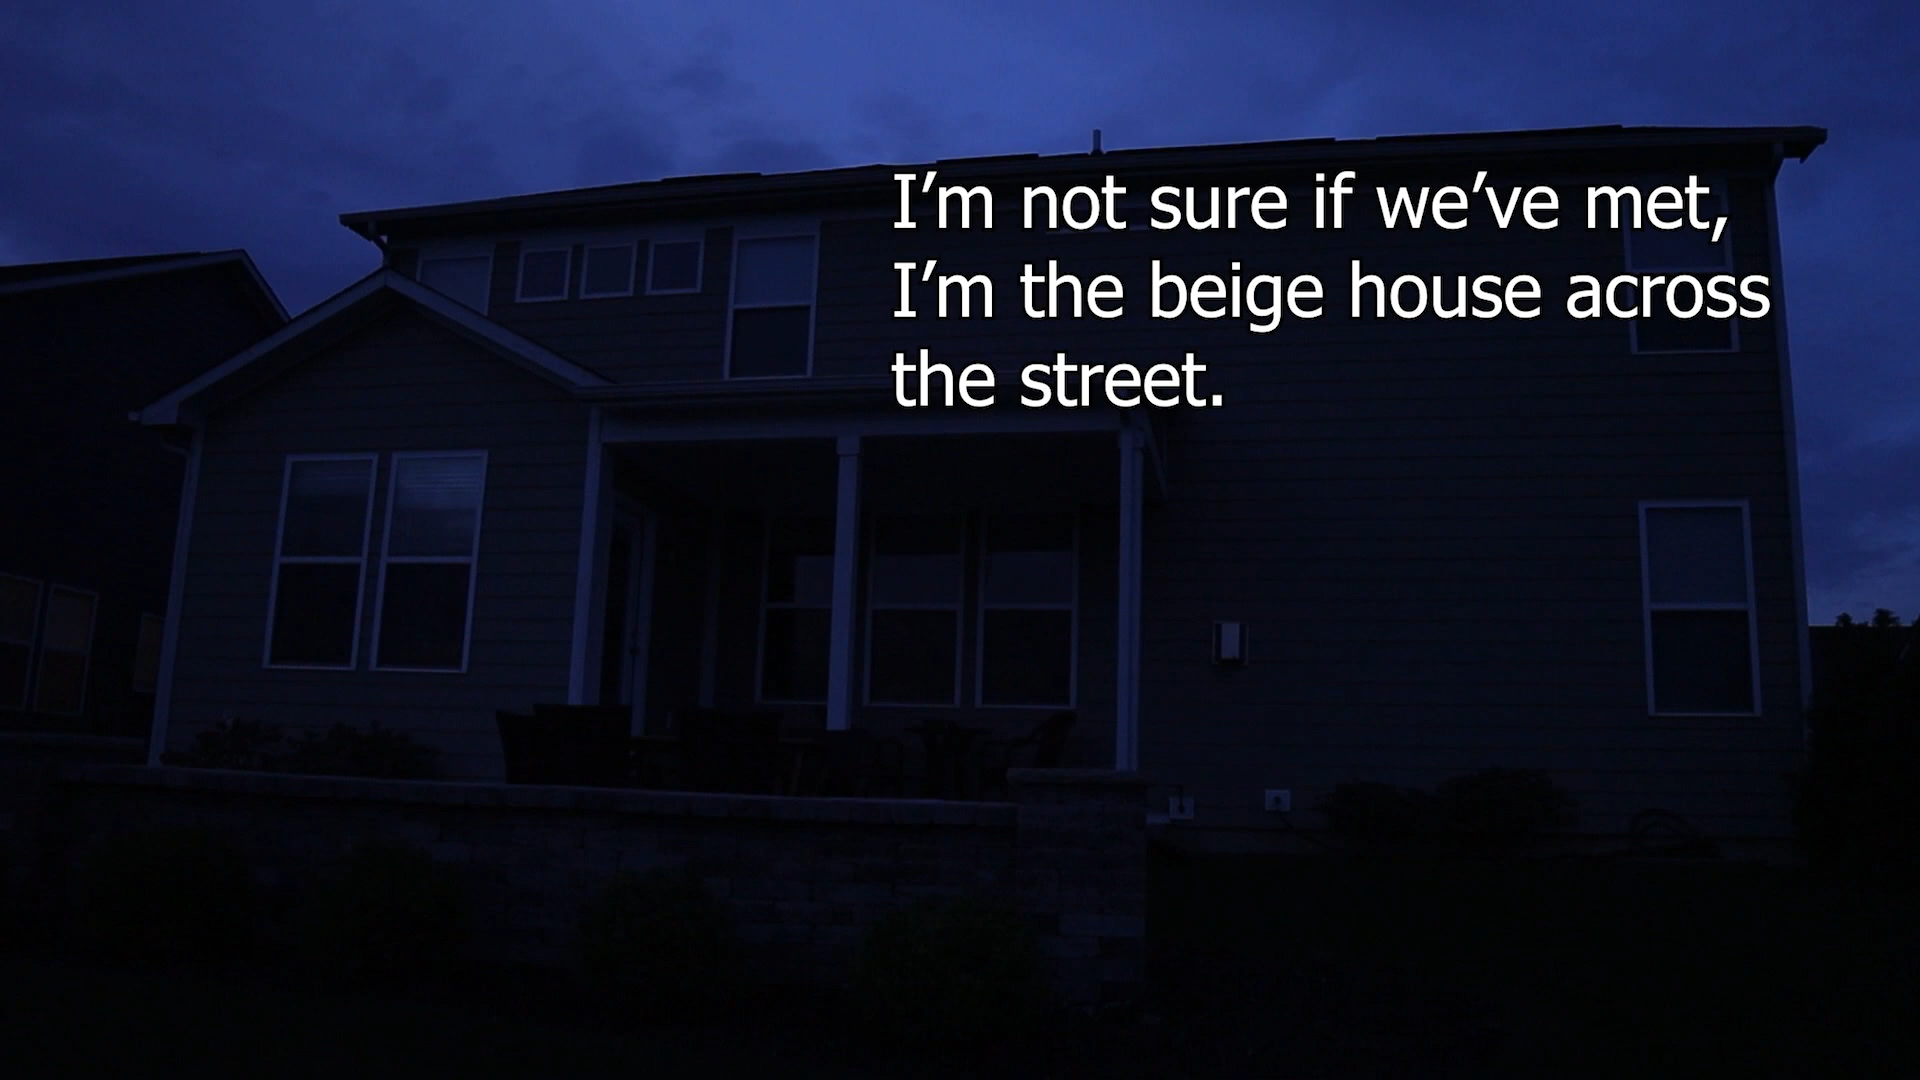 I’m not sure if we’ve met,
I’m the beige house across
the street.